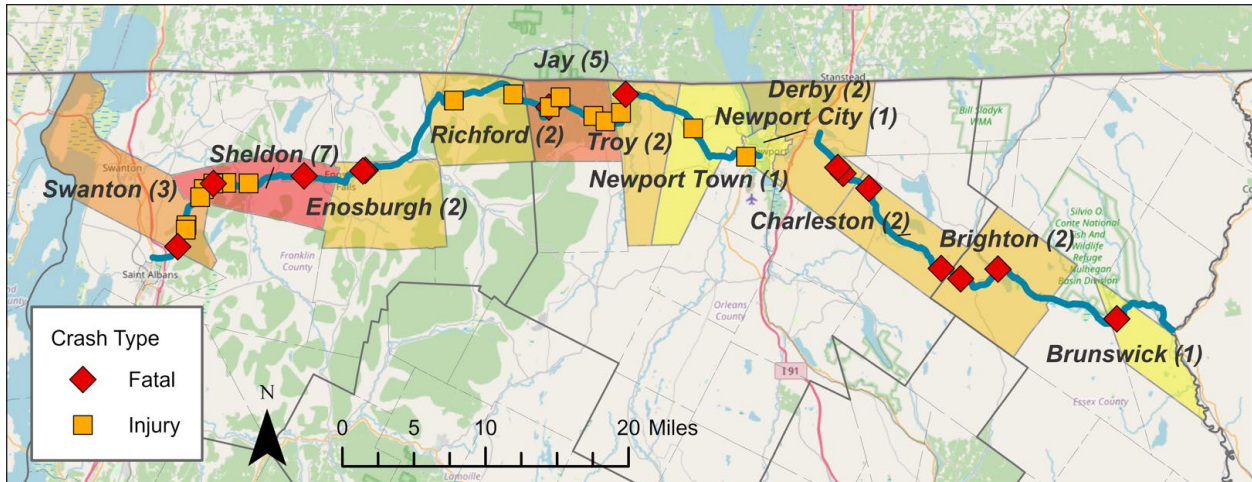 Jay (5)
Stanstead
Derby (2)
Bill Sladyk
WMA
Newport City (1)
Richford (2)
Troy (2)
Sheldon (7)
Swanton
Swanton (3)
Falls
Newport Town (1)
Enosburgh (2)
Charleston (2)
Brighton (2)
Silvio O.
Conte National
Fish And
Wildlife
Refuge
Nulhegan
Basin Division
Franklin
County
Saint Albans
Orleans
County
Brunswick (1)
I 91
Essex County
Crash Type
Fatal
Injury
N
0 5 10 20 Miles
Lamoille